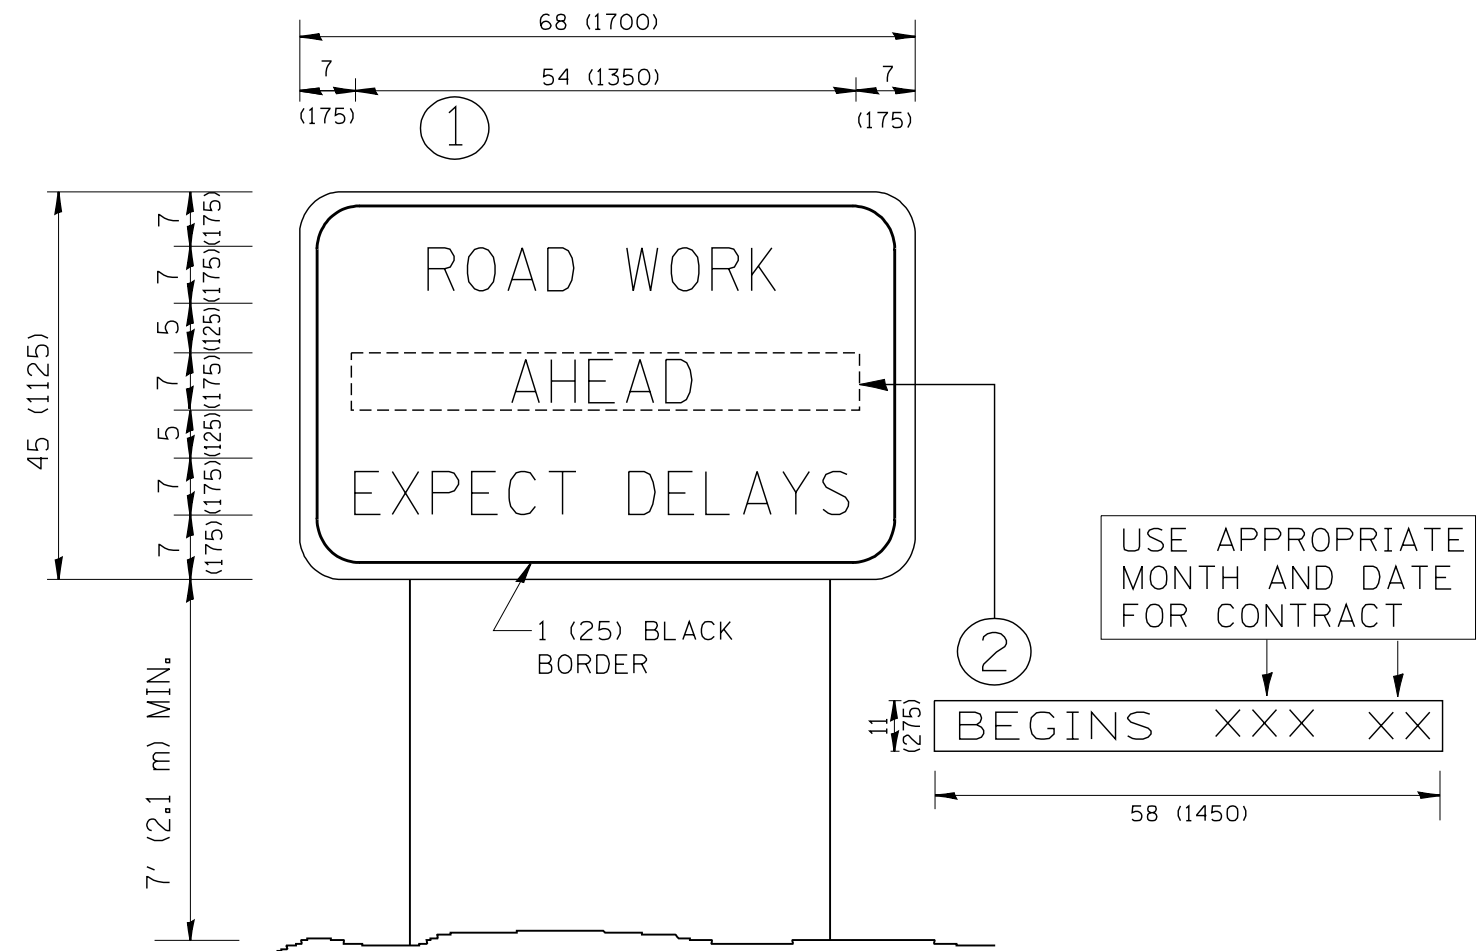 68 (1700)
7
54 (1350)
7
(175)
(175)
1
7
(175)
7
(175)
5
(125)
7
(175)
5
(125)
7
(175)
7
(175)
45 (1125)
ROAD WORK
AHEAD
EXPECT DELAYS
1 (25) BLACK
BORDER
7' (2.1 m) MIN.
2
USE APPROPRIATE
MONTH AND DATE
FOR CONTRACT
11
(275)
BEGINS XXX XX
58 (1450)